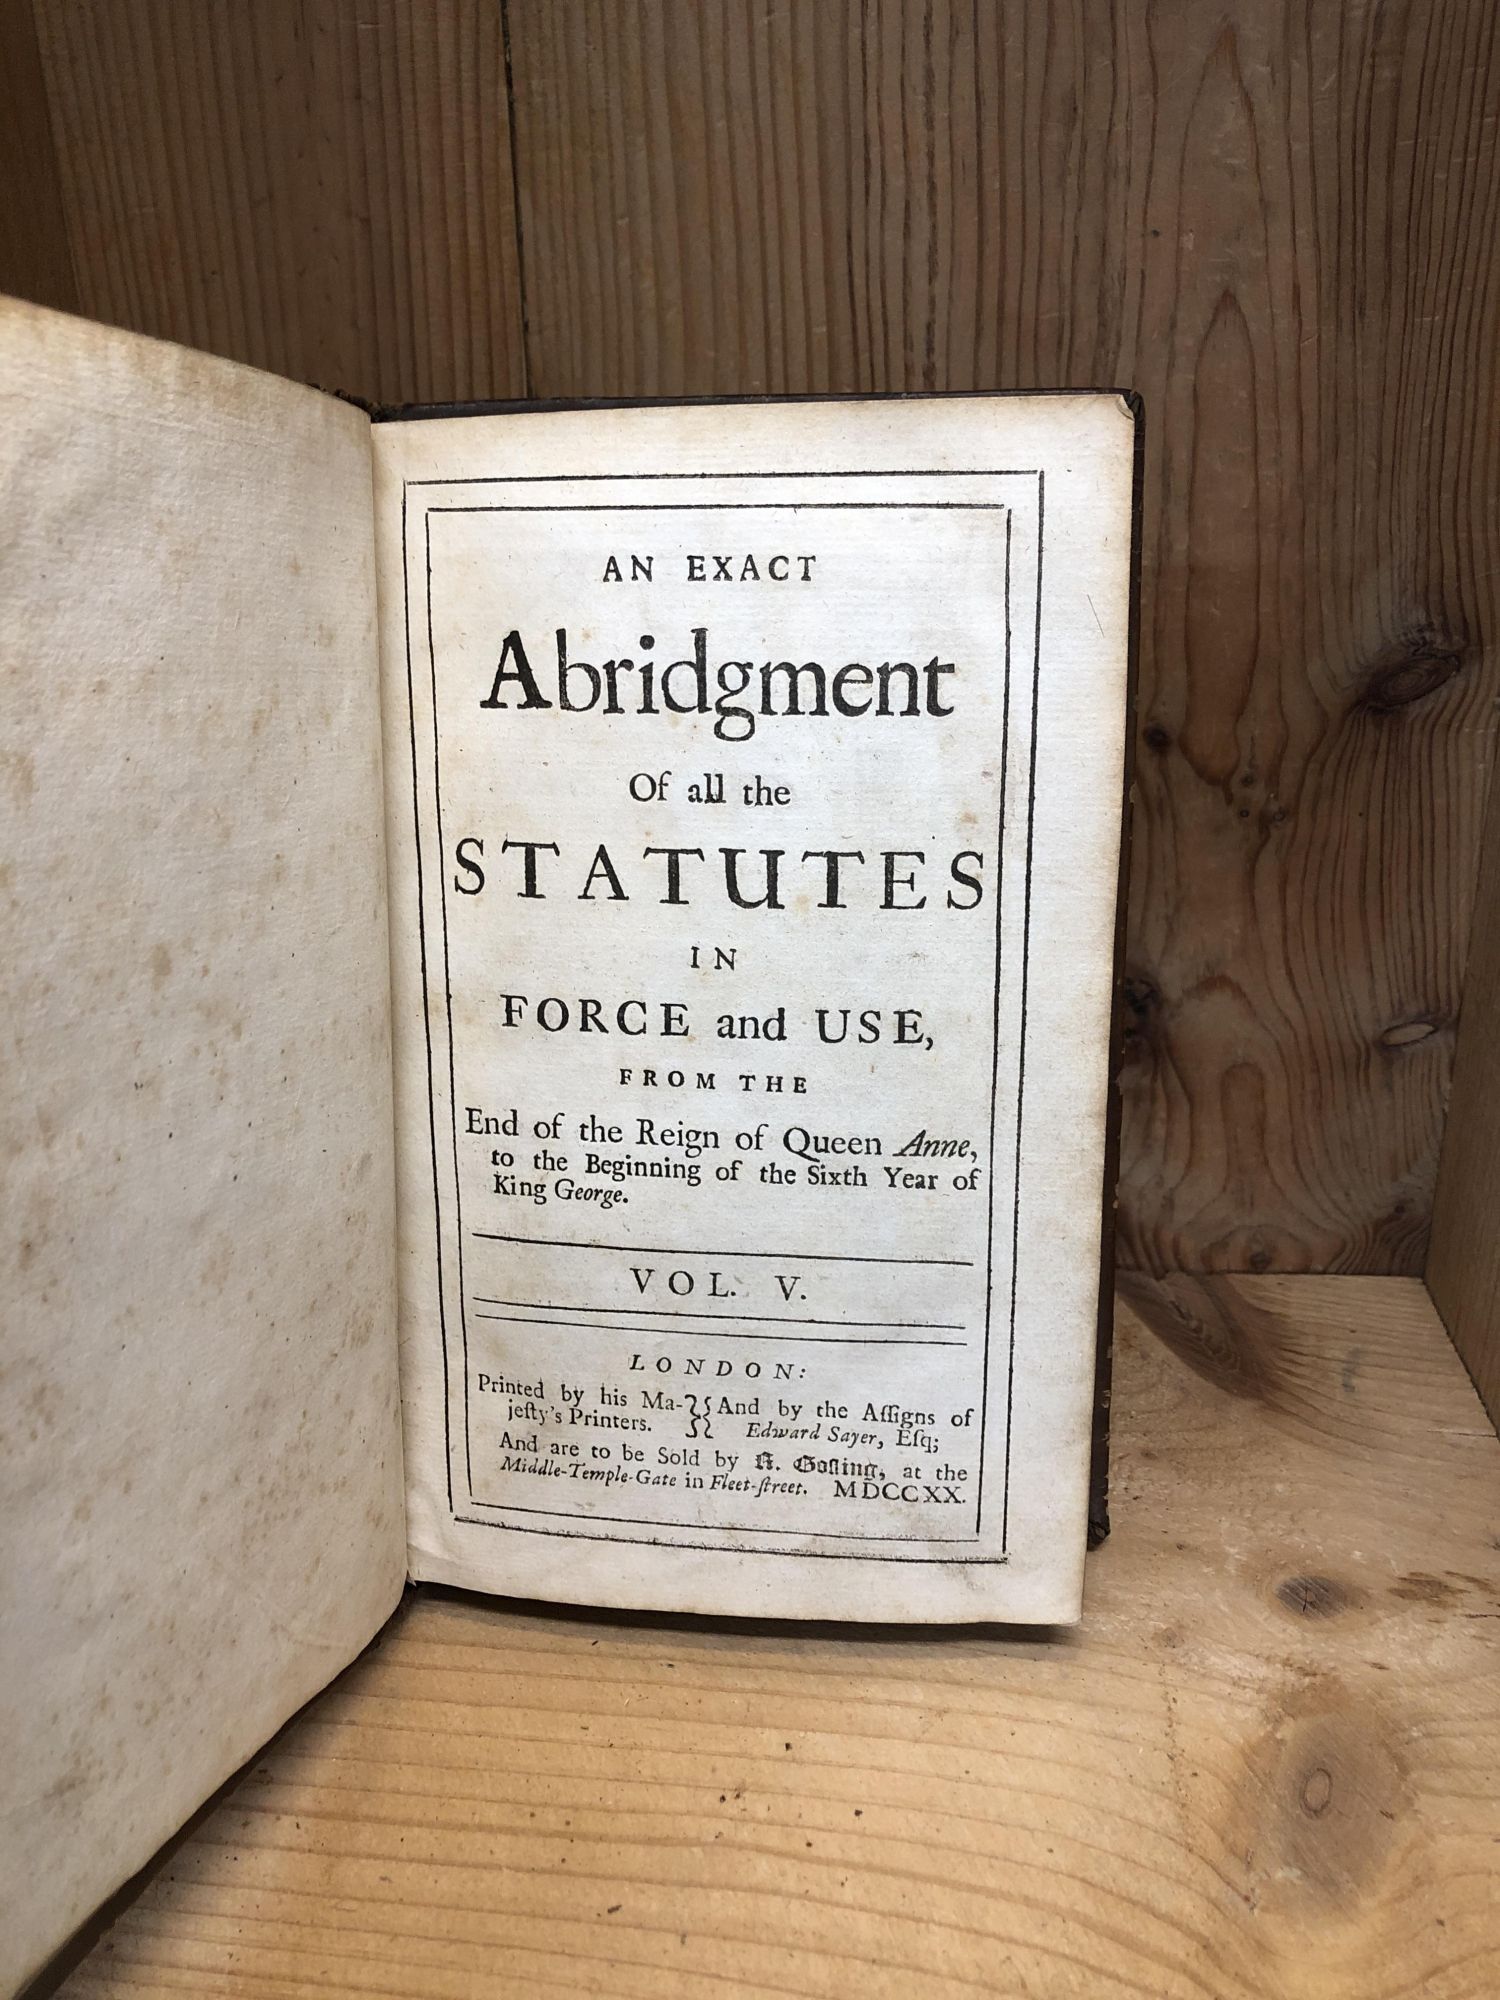 AN EXACT
Abridgment
Of all the
STATUTES
IN
FORCE and USE,
FROM THE
End of the Reign of Queen Anne,
to the Beginning of the Sixth Year of
King George.
VOL. V.
LONDON:
Printed by his Ma-
jeſty's Printers.
And by the Aſſigns of
Edward Sayer, Eſq;
And are to be Sold by R. Goſling, at the
Middle-Temple-Gate in Fleet-ſtreet. MDCCXX.